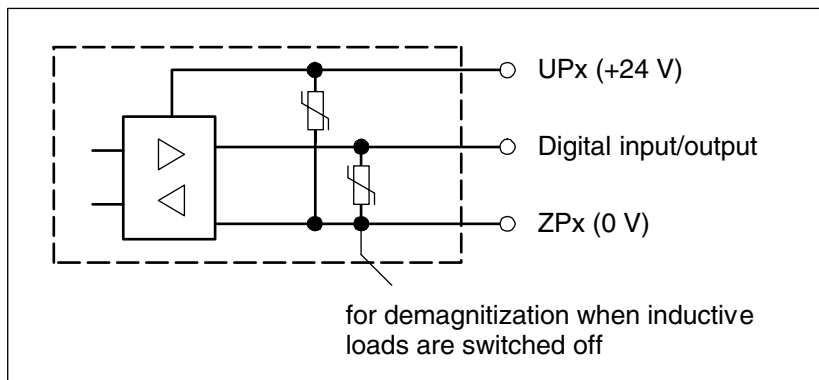 UPx (+24 V)
Digital input/output
ZPx (0 V)
for demagnitization when inductive
loads are switched off